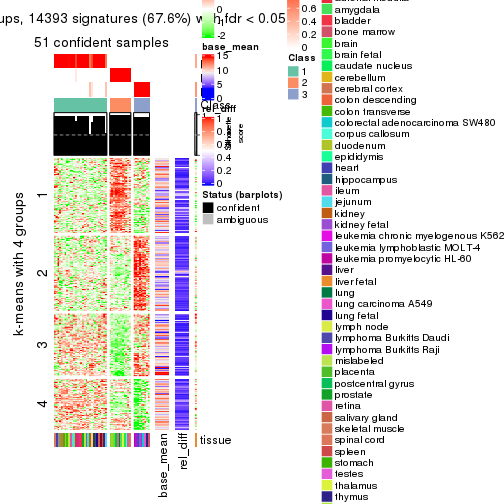 ups, 14393 signatures (67.6%) with fdr < 0.05
51 confident samples
1
2
3
4
k-means with 4 groups
base_mean
rel_diff
tissue
0
-2
base_mean
15
10
5
0
rel_diff
1
0.8
0.6
0.4
0.2
0
Status (barplots)
confident
ambiguous
Class
Silhouette
score
0.6
0.4
0.2
0
Class
1
2
3
amygdala
bladder
bone marrow
brain
brain fetal
caudate nucleus
cerebellum
cerebral cortex
colon descending
colon transverse
colorectal adenocarcinoma SW480
corpus callosum
duodenum
epididymis
heart
hippocampus
ileum
jejunum
kidney
kidney fetal
leukemia chronic myelogenous K562
leukemia lymphoblastic MOLT-4
leukemia promyelocytic HL-60
liver
liver fetal
lung
lung carcinoma A549
lung fetal
lymph node
lymphoma Burkitts Daudi
lymphoma Burkitts Raji
mislabeled
placenta
postcentral gyrus
prostate
retina
salivary gland
skeletal muscle
spinal cord
spleen
stomach
testes
thalamus
thymus